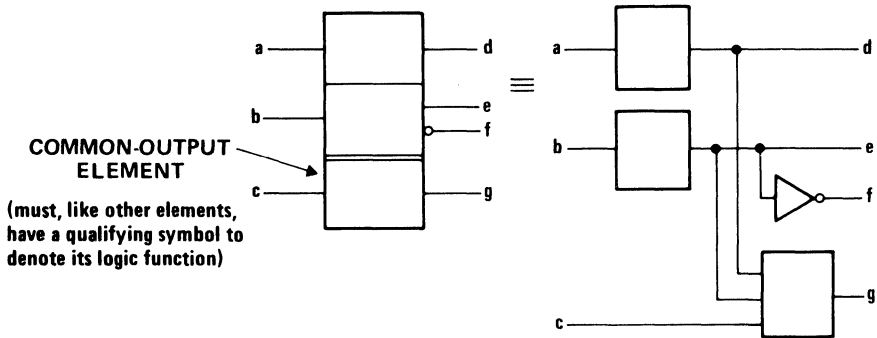 a
d
b
e
f
COMMON-OUTPUT
ELEMENT
c
g
(must, like other elements,
have a qualifying symbol to
denote its logic function)
≡
a
d
b
e
f
c
g